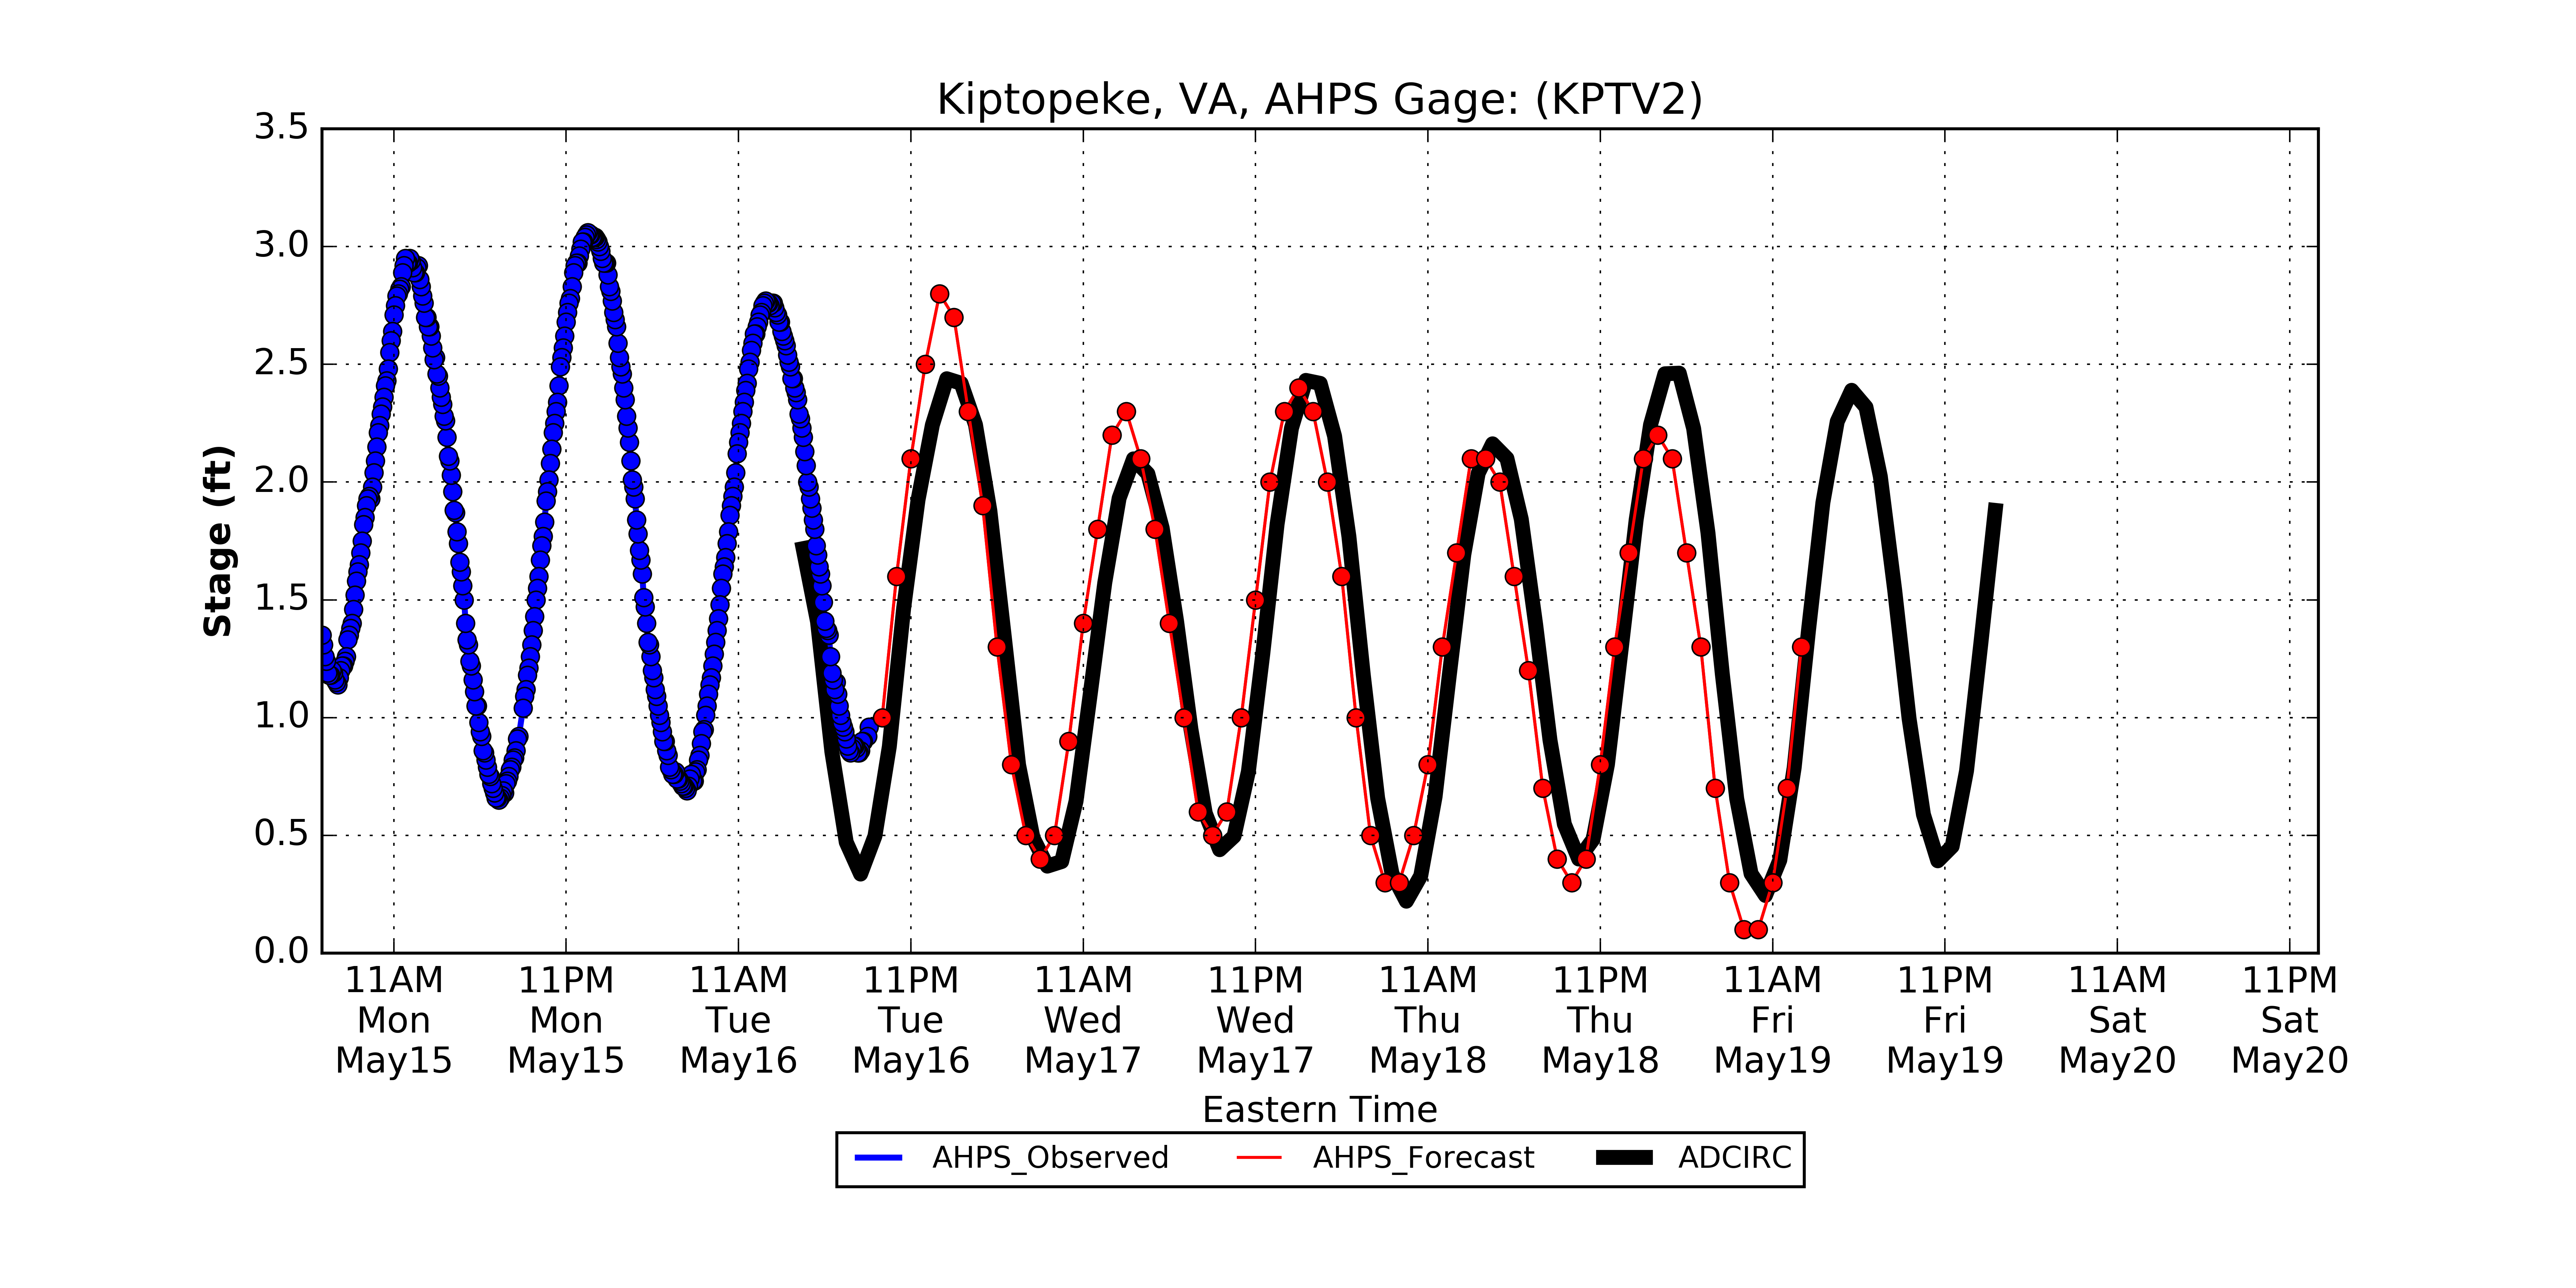 Kiptopeke, VA, AHPS Gage: (KPTV2)
Stage (ft)
3.5
3.0
2.5
2.0
1.5
1.0
0.5
0.0
11AM 11PM 11AM 11PM 11AM 11PM 11AM 11PM 11AM 11PM 11AM 11PM
Mon Mon Tue Tue Wed Wed Thu Thu Fri Fri Sat Sat
May15 May15 May16 May16 May17 May17 May18 May18 May19 May19 May20 May20
Eastern Time
AHPS_Observed AHPS_Forecast ADCIRC